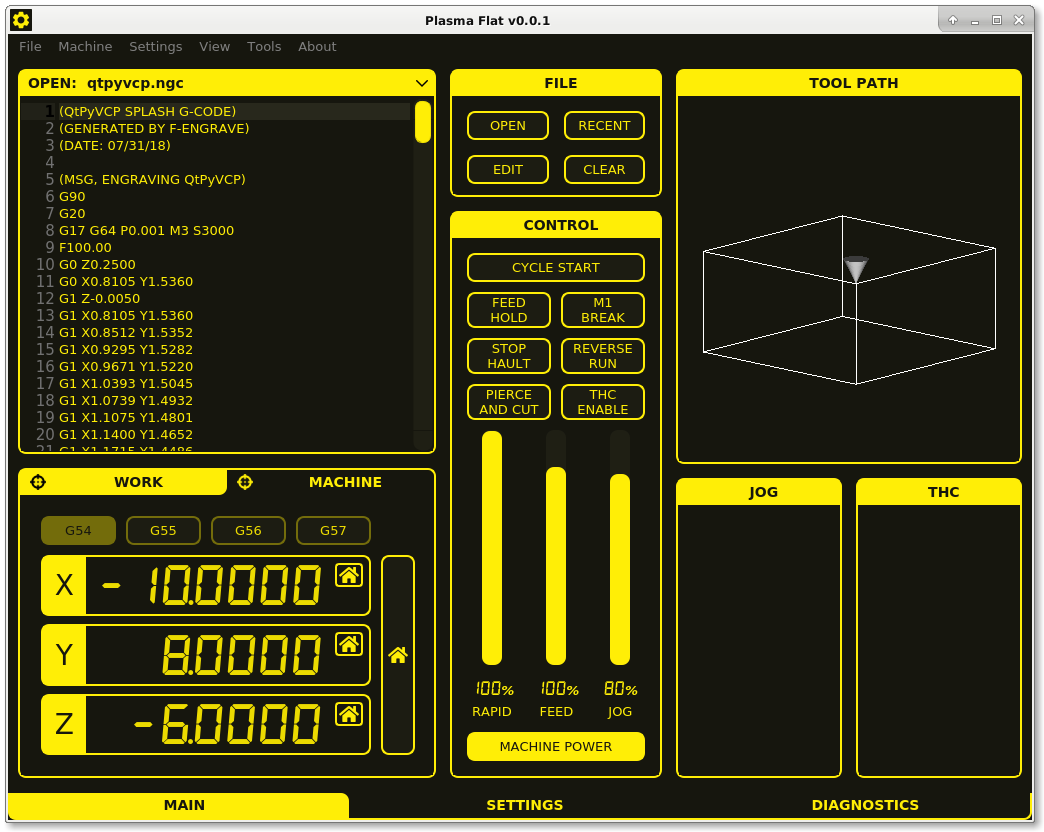 Plasma Flat v0.0.1
File Machine Settings View Tools About
OPEN: qtpyvcp.ngc
1 (QtPyVCP SPLASH G-CODE)
2 (GENERATED BY F-ENGRAVE)
3 (DATE: 07/31/18)
4
5 (MSG, ENGRAVING QtPyVCP)
6 G90
7 G20
8 G17 G64 P0.001 M3 S3000
9 F100.00
10 G0 Z0.2500
11 G0 X0.8105 Y1.5360
12 G1 Z-0.0050
13 G1 X0.8105 Y1.5360
14 G1 X0.8512 Y1.5352
15 G1 X0.9295 Y1.5282
16 G1 X0.9671 Y1.5220
17 G1 X1.0393 Y1.5045
18 G1 X1.0739 Y1.4932
19 G1 X1.1075 Y1.4801
20 G1 X1.1400 Y1.4652
21 G1 X1.1715 Y1.4486
WORK
MACHINE
G54 G55 G56 G57
X - 10.0000
Y 8.0000
Z -6.0000
FILE
OPEN RECENT
EDIT CLEAR
CONTROL
CYCLE START
FEED
HOLD
M1
BREAK
STOP
HAULT
REVERSE
RUN
PIERCE
AND CUT
THC
ENABLE
100% 100% 80%
RAPID FEED JOG
MACHINE POWER
TOOL PATH
JOG
THC
MAIN SETTINGS DIAGNOSTICS